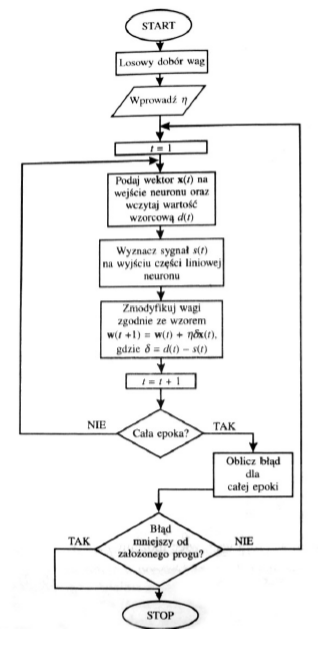 START
Losowy dobór wag
Wprowadź η
t = 1
Podaj wektor x(t) na
wejście neuronu oraz
wczytaj wartość
wzorcową d(t)
Wyznacz sygnał s(t)
na wyjściu części liniowej
neuronu
Zmodyfikuj wagi
zgodnie ze wzorem
w(t +1) = w(t) + ηδx(t),
gdzie δ = d(t) – s(t)
t = t + 1
NIE
Cała epoka?
TAK
Oblicz błąd
dla
całej epoki
TAK
Błąd
mniejszy od
założonego progu?
NIE
STOP